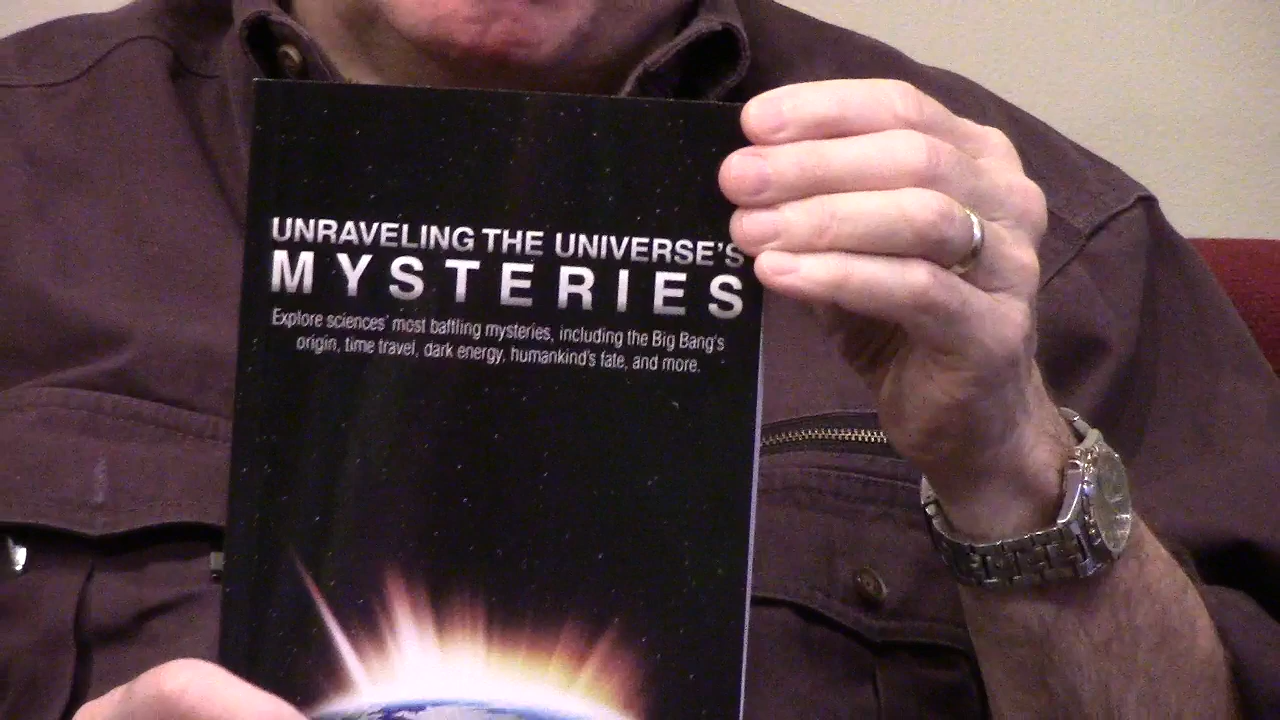 UNRAVELING THE UNIVERSE'S
MYSTERIES
Explore sciences' most baffling mysteries, including the Big Bang's
origin, time travel, dark energy, humankind's fate, and more.